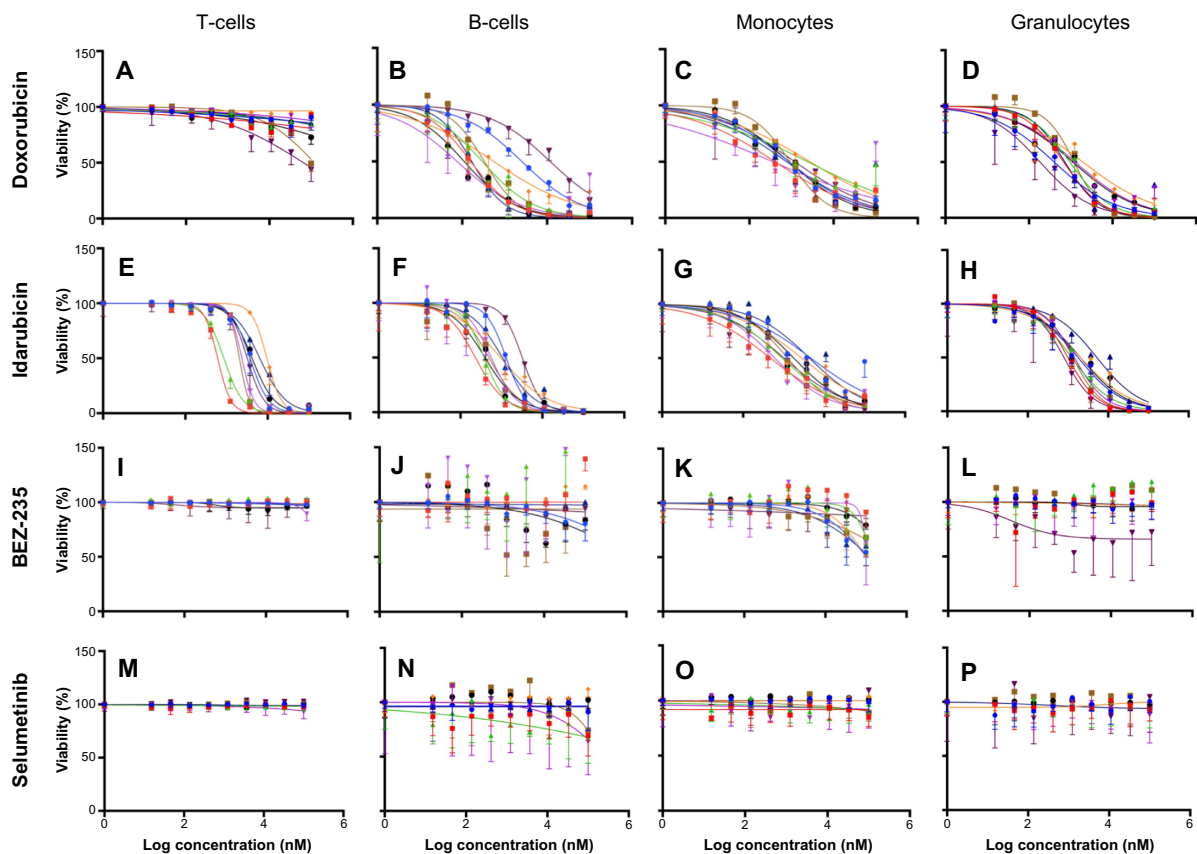 T-cells B-cells Monocytes Granulocytes
Doxorubicin
Viability (%)
150
100
50
0
A B C D
Idarubicin
Viability (%)
150
100
50
0
E F G H
BEZ-235
Viability (%)
150
100
50
0
I J K L
Selumetinib
Viability (%)
150
100
50
0
M N O P
0 2 4 6 0 2 4 6 0 2 4 6 0 2 4 6
Log concentration (nM) Log concentration (nM) Log concentration (nM) Log concentration (nM)